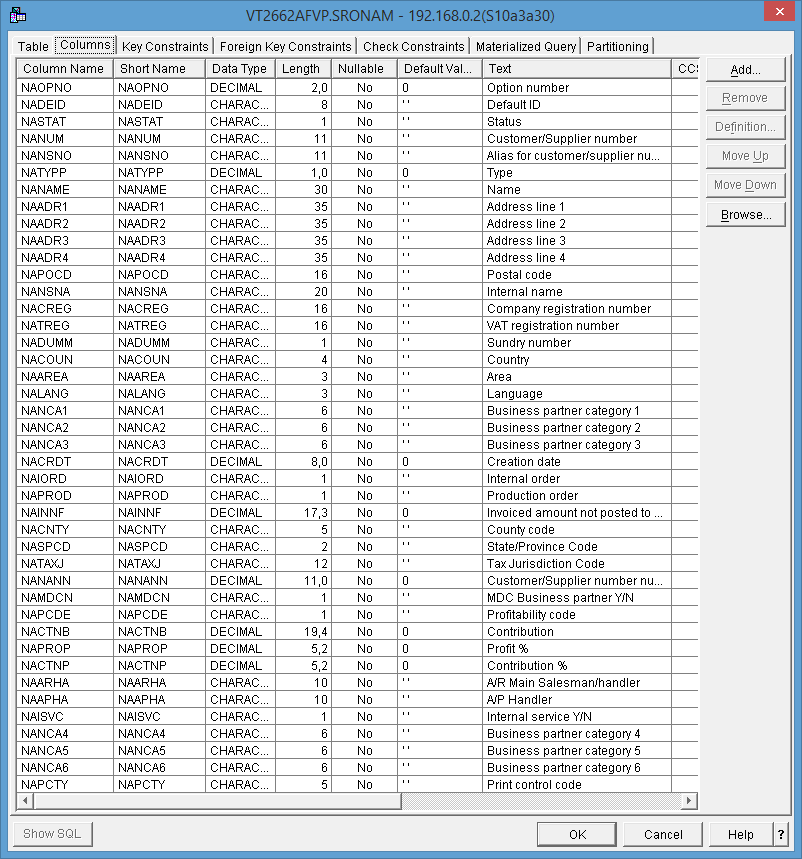 VT2662AFVP.SRONAM - 192.168.0.2(S10a3a30)
Table Columns Key Constraints Foreign Key Constraints Check Constraints Materialized Query Partitioning
Column Name Short Name Data Type Length Nullable Default Val... Text CCS
NAOPNO NAOPNO DECIMAL 2,0 No 0 Option number
NADEID NADEID CHARAC... 8 No ' ' Default ID
NASTAT NASTAT CHARAC... 1 No ' ' Status
NANUM NANUM CHARAC... 11 No ' ' Customer/Supplier number
NANSNO NANSNO CHARAC... 11 No ' ' Alias for customer/supplier nu...
NATYPP NATYPP DECIMAL 1,0 No 0 Type
NANAME NANAME CHARAC... 30 No ' ' Name
NAADR1 NAADR1 CHARAC... 35 No ' ' Address line 1
NAADR2 NAADR2 CHARAC... 35 No ' ' Address line 2
NAADR3 NAADR3 CHARAC... 35 No ' ' Address line 3
NAADR4 NAADR4 CHARAC... 35 No ' ' Address line 4
NAPOCD NAPOCD CHARAC... 16 No ' ' Postal code
NANSNA NANSNA CHARAC... 20 No ' ' Internal name
NACREG NACREG CHARAC... 16 No ' ' Company registration number
NATREG NATREG CHARAC... 16 No ' ' VAT registration number
NADUMM NADUMM CHARAC... 1 No ' ' Sundry number
NACOUN NACOUN CHARAC... 4 No ' ' Country
NAAREA NAAREA CHARAC... 3 No ' ' Area
NALANG NALANG CHARAC... 3 No ' ' Language
NANCA1 NANCA1 CHARAC... 6 No ' ' Business partner category 1
NANCA2 NANCA2 CHARAC... 6 No ' ' Business partner category 2
NANCA3 NANCA3 CHARAC... 6 No ' ' Business partner category 3
NACRDT NACRDT DECIMAL 8,0 No 0 Creation date
NAIORD NAIORD CHARAC... 1 No ' ' Internal order
NAPROD NAPROD CHARAC... 1 No ' ' Production order
NAINNF NAINNF DECIMAL 17,3 No 0 Invoiced amount not posted to ...
NACNTY NACNTY CHARAC... 5 No ' ' County code
NASPCD NASPCD CHARAC... 2 No ' ' State/Province Code
NATAXJ NATAXJ CHARAC... 12 No ' ' Tax Jurisdiction Code
NANANN NANANN DECIMAL 11,0 No 0 Customer/Supplier number nu...
NAMDCN NAMDCN CHARAC... 1 No ' ' MDC Business partner Y/N
NAPCDE NAPCDE CHARAC... 1 No ' ' Profitability code
NACTNB NACTNB DECIMAL 19,4 No 0 Contribution
NAPROP NAPROP DECIMAL 5,2 No 0 Profit %
NACTNP NACTNP DECIMAL 5,2 No 0 Contribution %
NAARHA NAARHA CHARAC... 10 No ' ' A/R Main Salesman/handler
NAAPHA NAAPHA CHARAC... 10 No ' ' A/P Handler
NAISVC NAISVC CHARAC... 1 No ' ' Internal service Y/N
NANCA4 NANCA4 CHARAC... 6 No ' ' Business partner category 4
NANCA5 NANCA5 CHARAC... 6 No ' ' Business partner category 5
NANCA6 NANCA6 CHARAC... 6 No ' ' Business partner category 6
NAPCTY NAPCTY CHARAC... 5 No ' ' Print control code
Add...
Remove
Definition...
Move Up
Move Down
Browse...
Show SQL OK Cancel Help ?